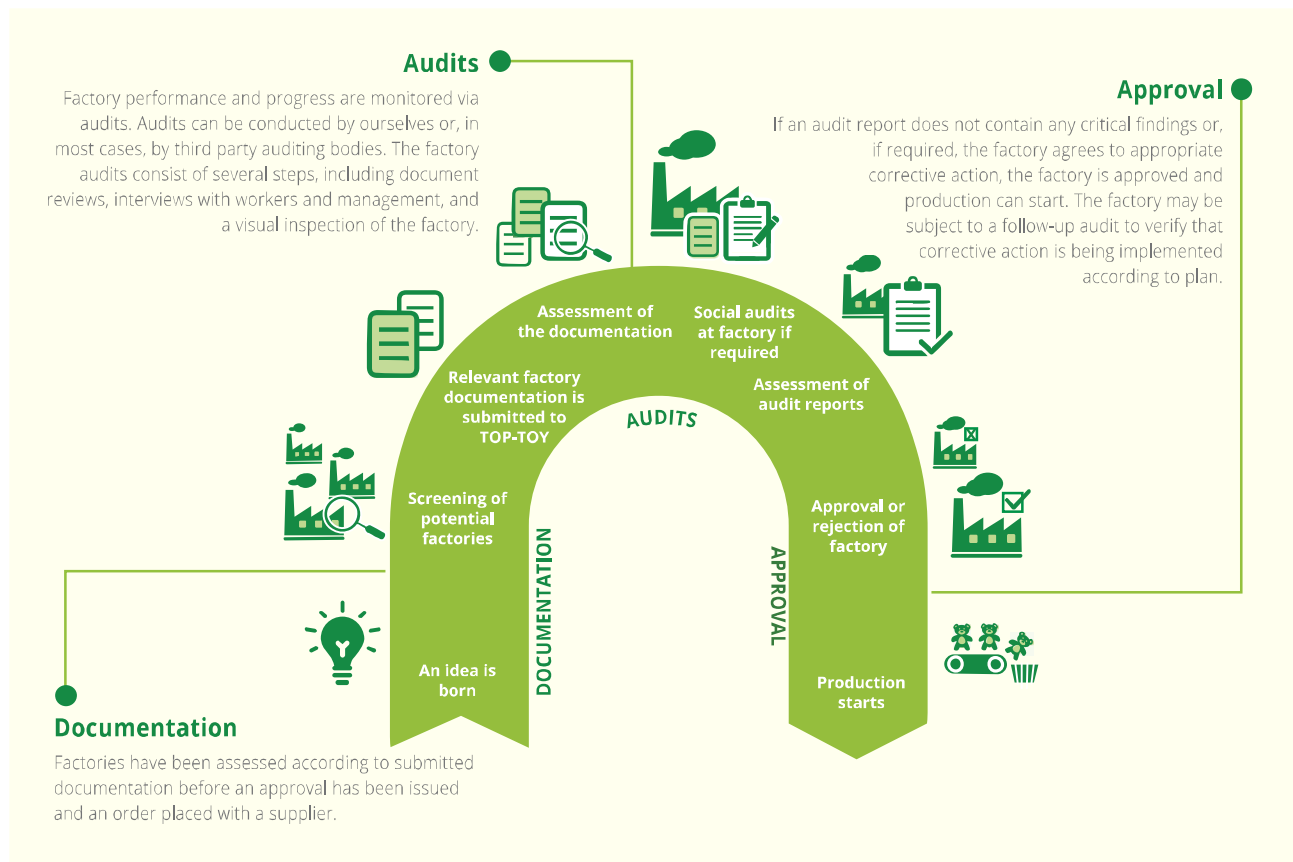 Audits
Factory performance and progress are monitored via
audits. Audits can be conducted by ourselves or, in
most cases, by third party auditing bodies. The factory
audits consist of several steps, including document
reviews, interviews with workers and management, and
a visual inspection of the factory.
Approval
If an audit report does not contain any critical findings or,
if required, the factory agrees to appropriate
corrective action, the factory is approved and
production can start. The factory may be
subject to a follow-up audit to verify that
corrective action is being implemented
according to plan.
An idea is
born
Screening of
potential
factories
Relevant factory
documentation is
submitted to
TOP-TOY
Assessment of
the documentation
Social audits
at factory if
required
Assessment of
audit reports
Approval or
rejection of
factory
Production
starts
DOCUMENTATION
AUDITS
APPROVAL
Documentation
Factories have been assessed according to submitted
documentation before an approval has been issued
and an order placed with a supplier.